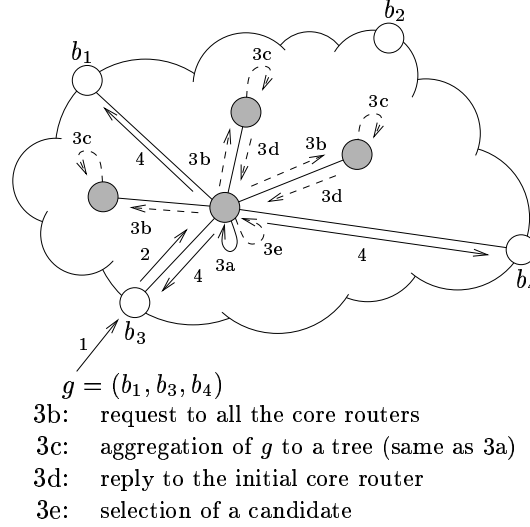 b₂
3c
b₁
3c
3c
3d
3b
3b
4
3d
3b
2
3e
4
3a
4
b₃
1
g = (b₁, b₃, b₄)
3b: request to all the core routers
3c: aggregation of g to a tree (same as 3a)
3d: reply to the initial core router
3e: selection of a candidate